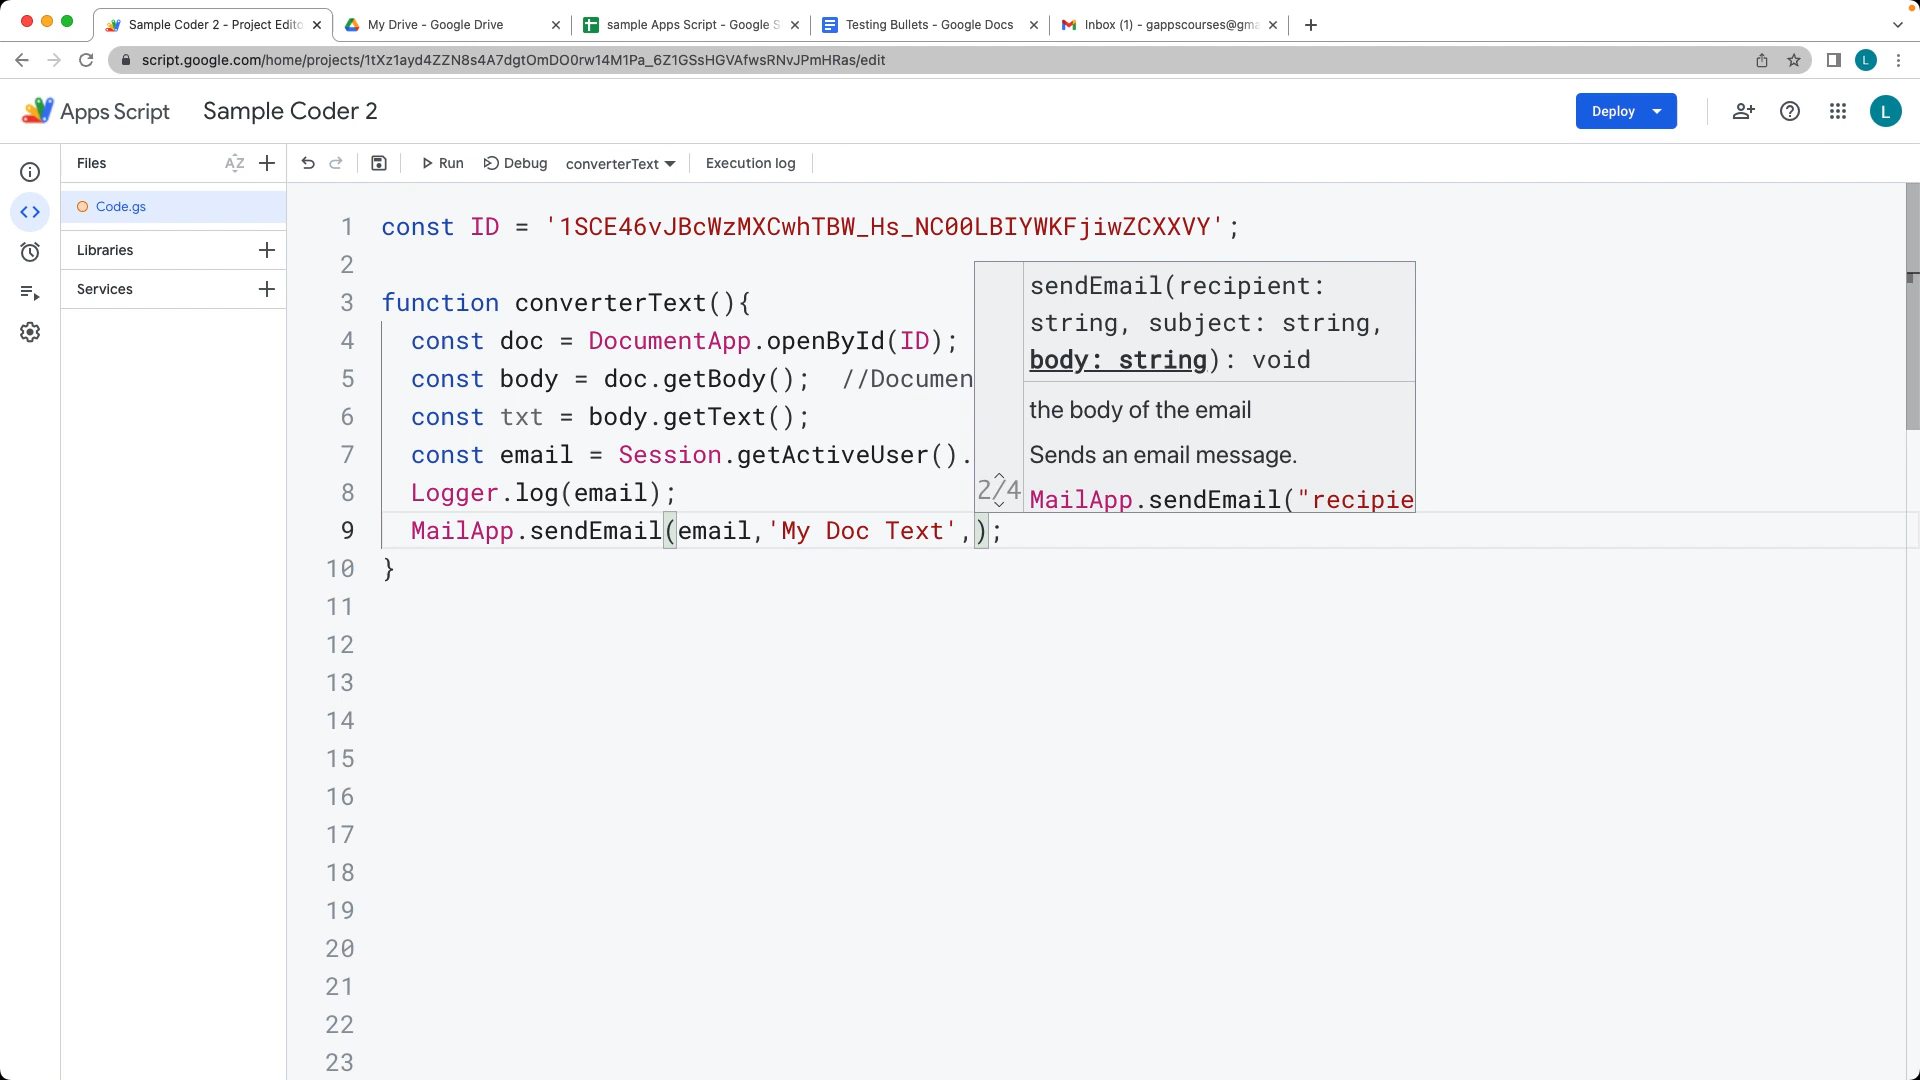 Sample Coder 2 - Project Edito
My Drive - Google Drive
sample Apps Script - Google S
Testing Bullets - Google Docs
Inbox (1) - gappscourses@gma
script.google.com/home/projects/1tXz1ayd4ZZN8s4A7dgtOmDO0rw14M1Pa_6Z1GSsHGVAfwsRNvJPmHRas/edit
L
Apps Script
Sample Coder 2
Deploy
L
Files
AZ
Run
Debug
converterText
Execution log
Code.gs
Libraries
Services
1 const ID = '1SCE46vJBcWzMXCwhTBW_Hs_NC00LBIYWKFjiwZCXXVY';
2
3 function converterText(){
4 const doc = DocumentApp.openById(ID);
5 const body = doc.getBody(); //Documen
6 const txt = body.getText();
7 const email = Session.getActiveUser().
8 Logger.log(email);
9 MailApp.sendEmail(email,'My Doc Text',);
10 }
11
12
13
14
15
16
17
18
19
20
21
22
23
sendEmail(recipient:
string, subject: string,
body: string): void
the body of the email
Sends an email message.
2/4
MailApp.sendEmail("recipie